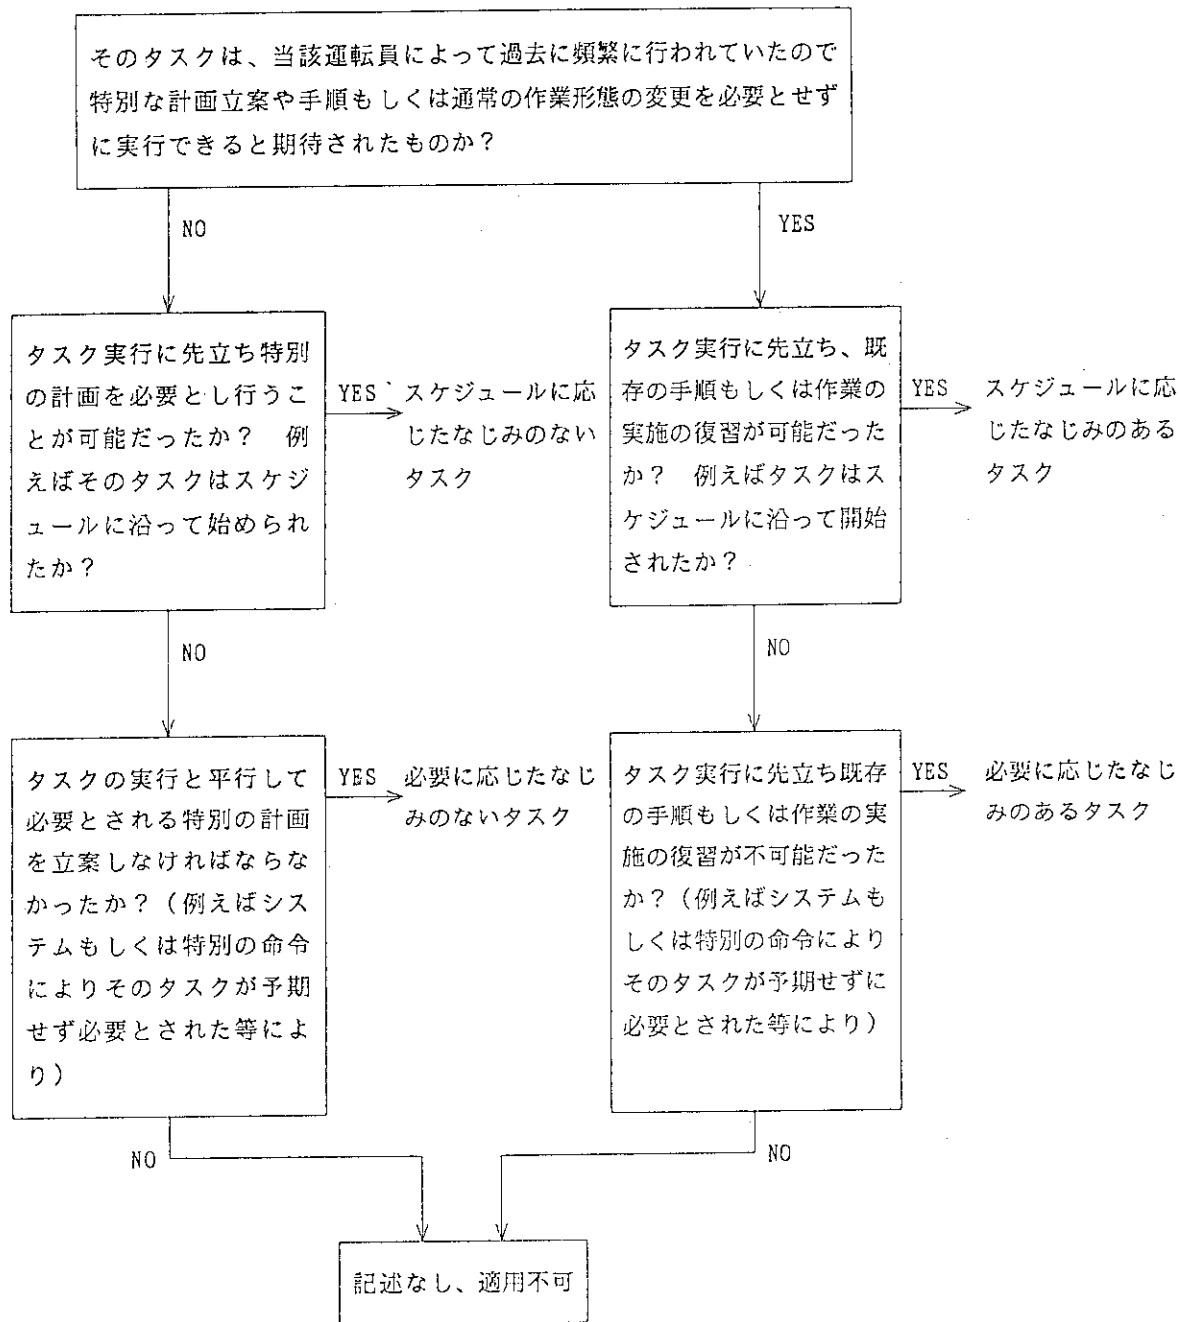 そのタスクは、当該運転員によって過去に頻繁に行われていたので
特別な計画立案や手順もしくは通常の作業形態の変更を必要とせず
に実行できると期待されたものか?
NO
YES
タスク実行に先立ち特別
の計画を必要とし行うこ
とが可能だったか? 例
えばそのタスクはスケジ
ュールに沿って始められ
たか?
YES
スケジュールに応
じたなじみのない
タスク
タスク実行に先立ち、既
存の手順もしくは作業の
実施の復習が可能だった
か? 例えばタスクはス
ケジュールに沿って開始
されたか?
YES
スケジュールに応
じたなじみのある
タスク
NO
NO
タスクの実行と平行して
必要とされる特別の計画
を立案しなければならな
かったか?(例えばシス
テムもしくは特別の命令
によりそのタスクが予期
せず必要とされた等によ
り)
YES
必要に応じたなじ
みのないタスク
タスク実行に先立ち既存
の手順もしくは作業の実
施の復習が不可能だった
か?(例えばシステムも
しくは特別の命令により
そのタスクが予期せずに
必要とされた等により)
YES
必要に応じたなじ
みのあるタスク
NO
NO
記述なし、適用不可